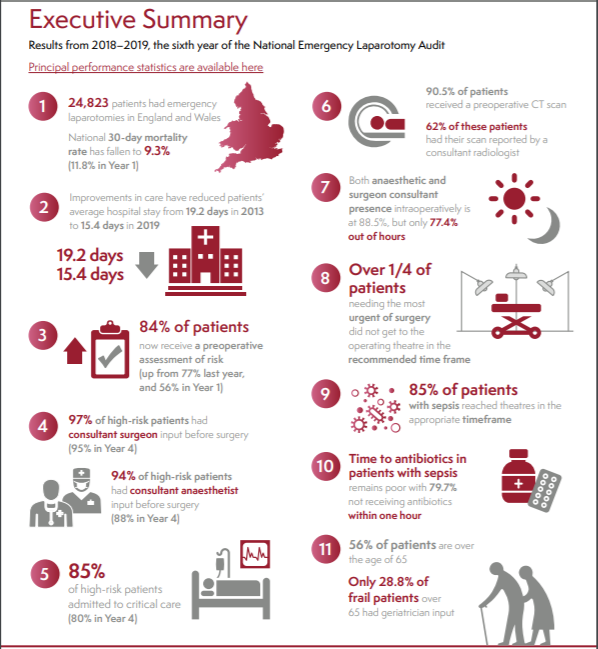 Executive Summary
Results from 2018–2019, the sixth year of the National Emergency Laparotomy Audit
Principal performance statistics are available here
1
24,823 patients had emergency
laparotomies in England and Wales
National 30-day mortality
rate has fallen to 9.3%
(11.8% in Year 1)
2
Improvements in care have reduced patients'
average hospital stay from 19.2 days in 2013
to 15.4 days in 2019
19.2 days
15.4 days
3
84% of patients
now receive a preoperative
assessment of risk
(up from 77% last year,
and 56% in Year 1)
4
97% of high-risk patients had
consultant surgeon input before surgery
(95% in Year 4)
94% of high-risk patients
had consultant anaesthetist
input before surgery
(88% in Year 4)
5
85%
of high-risk patients
admitted to critical care
(80% in Year 4)
6
90.5% of patients
received a preoperative CT scan
62% of these patients
had their scan reported by a
consultant radiologist
7
Both anaesthetic and
surgeon consultant
presence intraoperatively is
at 88.5%, but only 77.4%
out of hours
8
Over 1/4 of
patients
needing the most
urgent of surgery
did not get to the
operating theatre in the
recommended time frame
9
85% of patients
with sepsis reached theatres in the
appropriate timeframe
10
Time to antibiotics in
patients with sepsis
remains poor with 79.7%
not receiving antibiotics
within one hour
11
56% of patients are over
the age of 65
Only 28.8% of
frail patients over
65 had geriatrician input